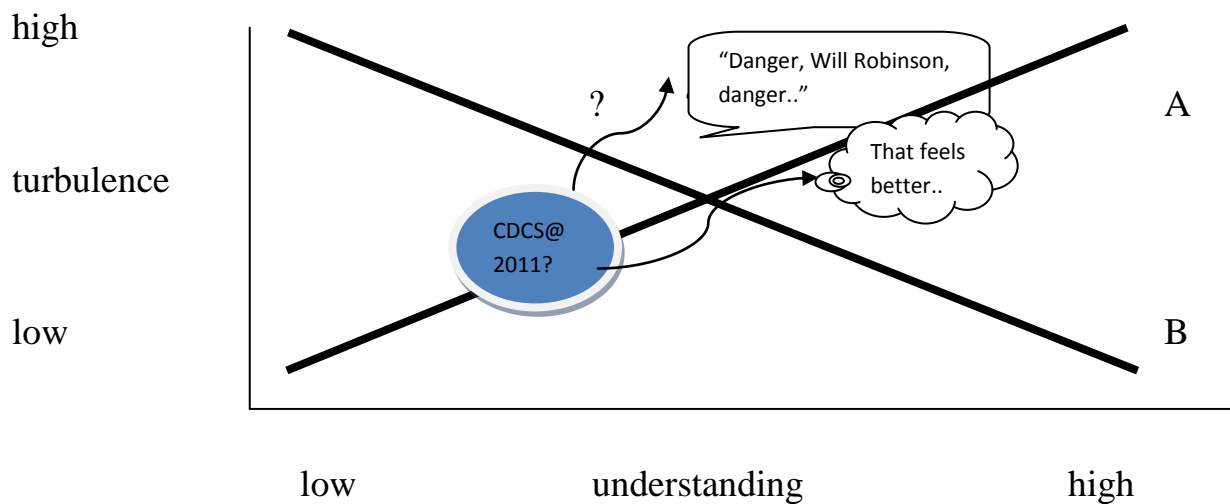 high
“Danger, Will Robinson,
danger..”
?
A
That feels
better..
turbulence
CDCS@
2011?
low
B
low understanding high